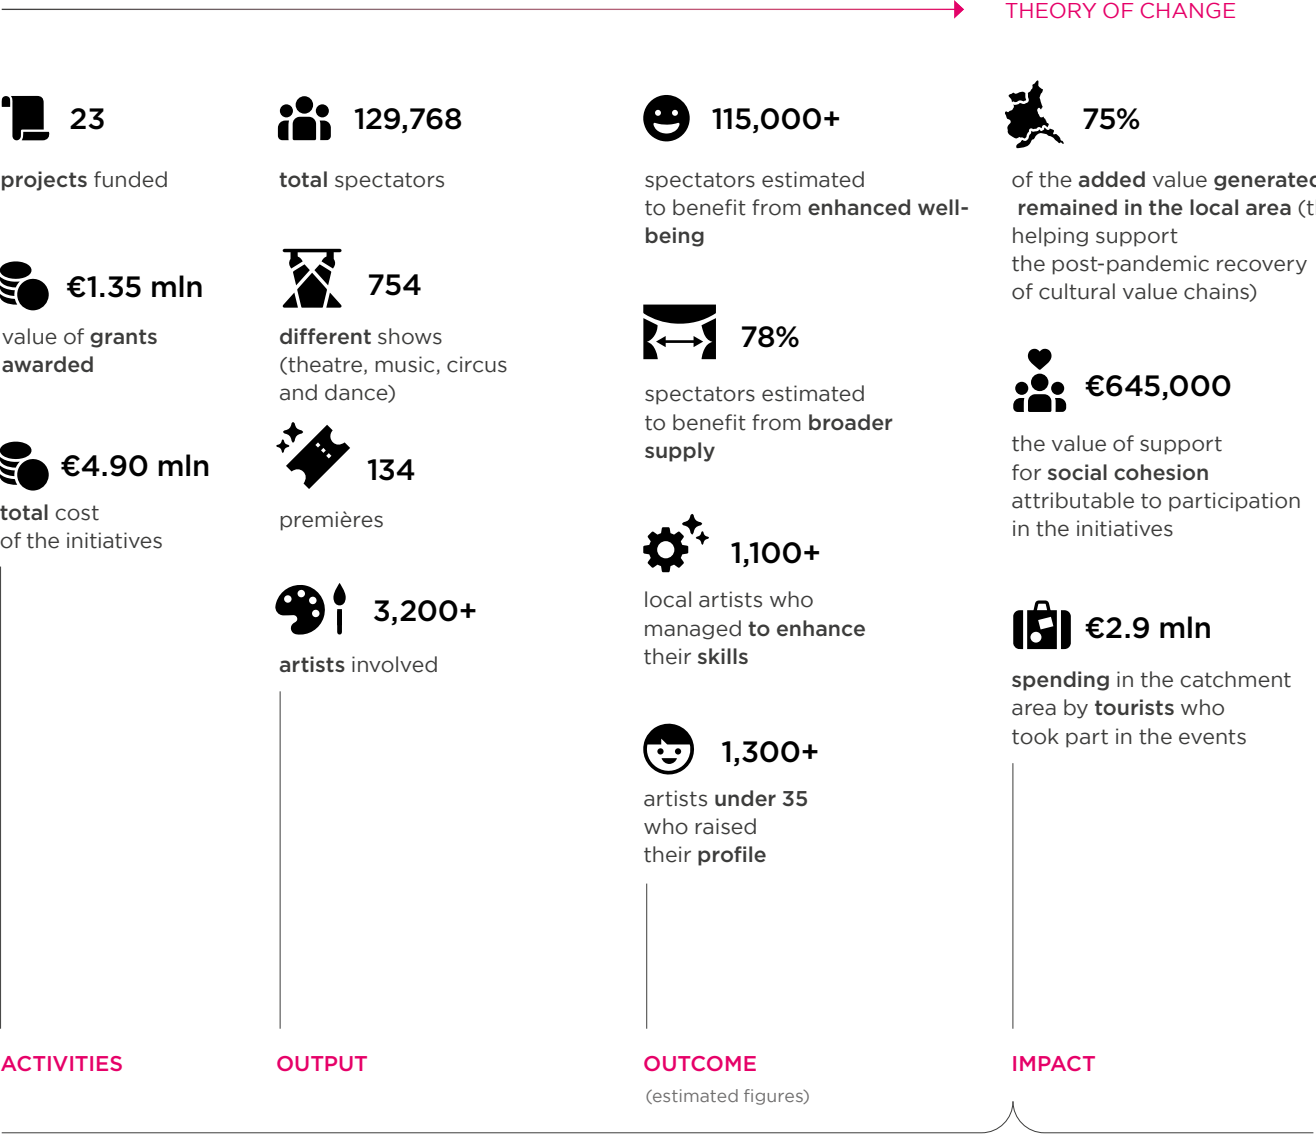 THEORY OF CHANGE
23
projects funded
€1.35 mln
value of grants
awarded
€4.90 mln
total cost
of the initiatives
ACTIVITIES
129,768
total spectators
754
different shows
(theatre, music, circus
and dance)
134
premières
3,200+
artists involved
OUTPUT
115,000+
spectators estimated
to benefit from enhanced well-
being
78%
spectators estimated
to benefit from broader
supply
1,100+
local artists who
managed to enhance
their skills
1,300+
artists under 35
who raised
their profile
OUTCOME
(estimated figures)
75%
of the added value generated
remained in the local area
helping support
the post-pandemic recovery
of cultural value chains)
€645,000
the value of support
for social cohesion
attributable to participation
in the initiatives
€2.9 mln
spending in the catchment
area by tourists who
took part in the events
IMPACT